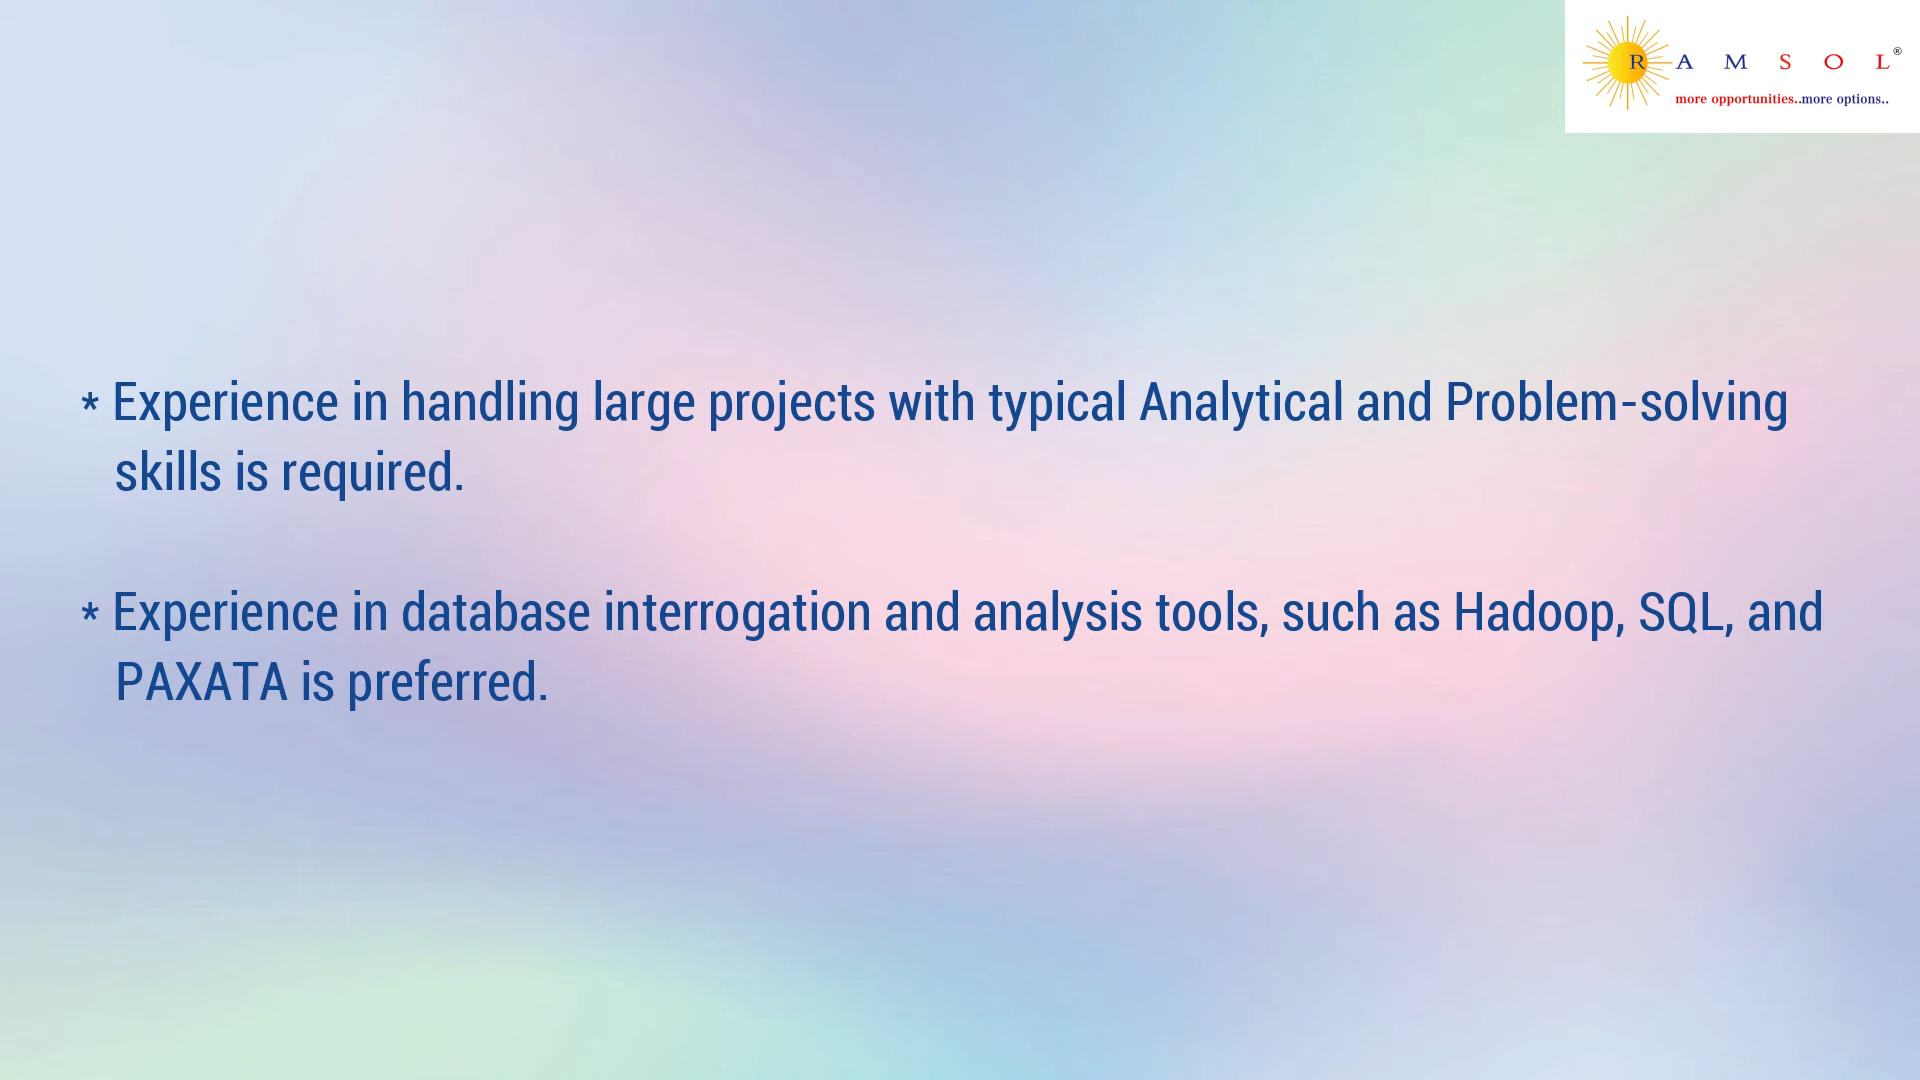 RAMSOL®
more opportunities..more options..
* Experience in handling large projects with typical Analytical and Problem-solving
skills is required.
* Experience in database interrogation and analysis tools, such as Hadoop, SQL, and
PAXATA is preferred.